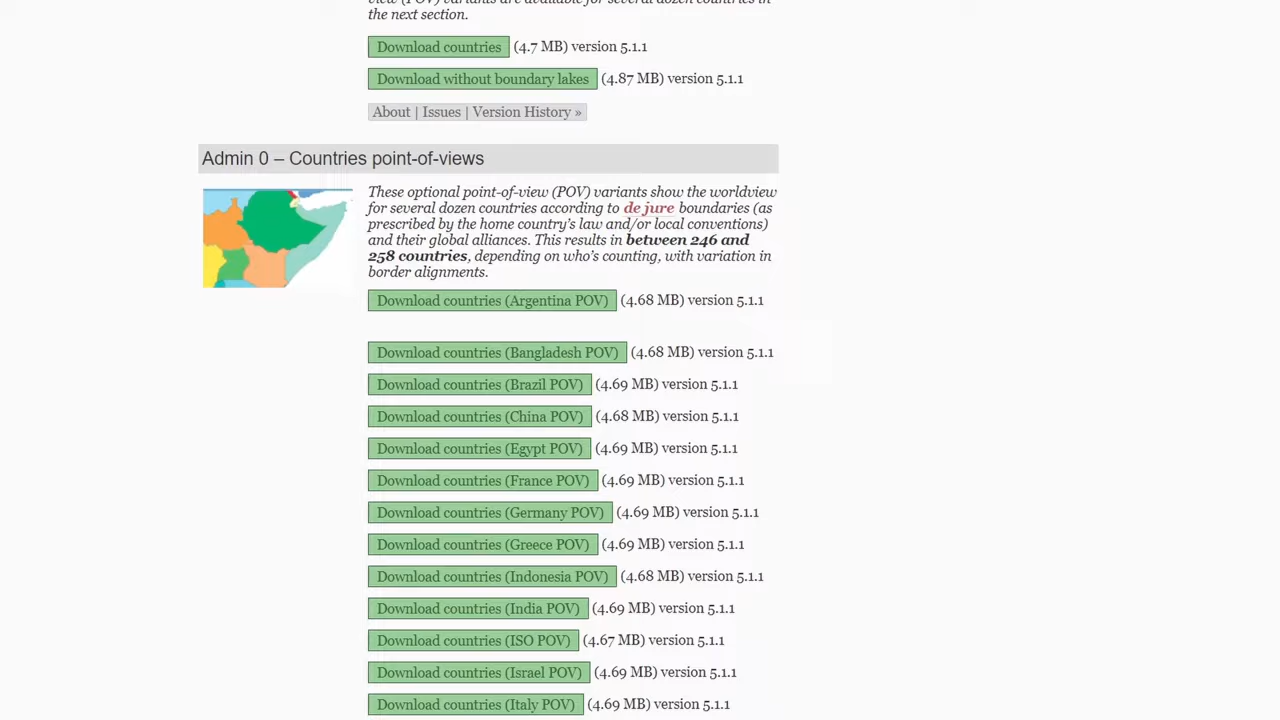 view (POV) variants are available for several dozen countries in
the next section.
Download countries (4.7 MB) version 5.1.1
Download without boundary lakes (4.87 MB) version 5.1.1
About | Issues | Version History »
Admin 0 – Countries point-of-views
These optional point-of-view (POV) variants show the worldview
for several dozen countries according to de jure boundaries (as
prescribed by the home country’s law and/or local conventions)
and their global alliances. This results in between 246 and
258 countries, depending on who’s counting, with variation in
border alignments.
Download countries (Argentina POV) (4.68 MB) version 5.1.1
Download countries (Bangladesh POV) (4.68 MB) version 5.1.1
Download countries (Brazil POV) (4.69 MB) version 5.1.1
Download countries (China POV) (4.68 MB) version 5.1.1
Download countries (Egypt POV) (4.69 MB) version 5.1.1
Download countries (France POV) (4.69 MB) version 5.1.1
Download countries (Germany POV) (4.69 MB) version 5.1.1
Download countries (Greece POV) (4.69 MB) version 5.1.1
Download countries (Indonesia POV) (4.68 MB) version 5.1.1
Download countries (India POV) (4.69 MB) version 5.1.1
Download countries (ISO POV) (4.67 MB) version 5.1.1
Download countries (Israel POV) (4.69 MB) version 5.1.1
Download countries (Italy POV) (4.69 MB) version 5.1.1